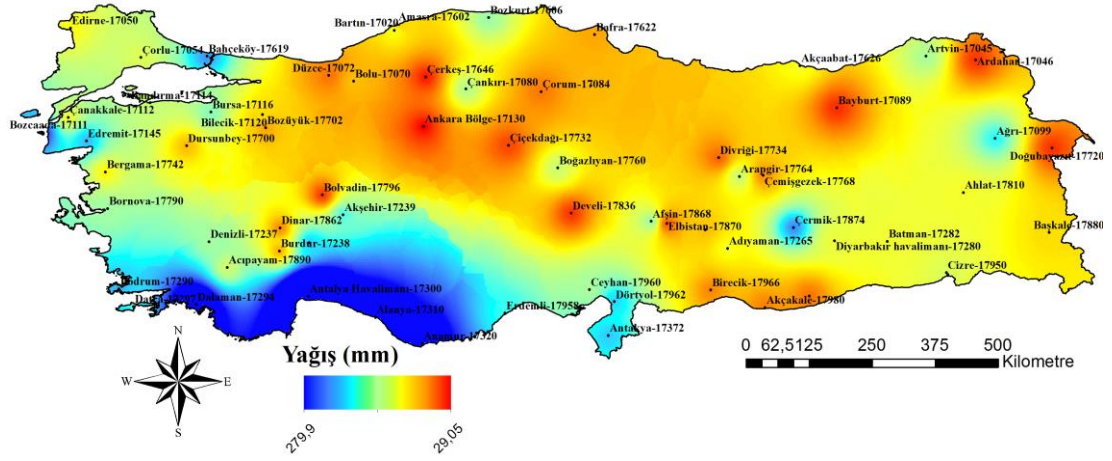 Bozkurt-17606
Amasra-17602
Edirne-17050
Bartın-17020
Bafra-17622
Çorlu-17054
Bahçeköy-17619
Akçaabat-17626
Artvin-17045
Ardahan-17046
Düzce-17072
Bolu-17070
Çerkeş-17646
Çankırı-17080
Çorum-17084
Bandırma-17114
Bayburt-17089
Çanakkale-17112
Bursa-17116
Bozcaada-17111
Bilecik-17120
Bozüyük-17702
Ankara Bölge-17130
Edremit-17145
Dursunbey-17700
Çiçekdağı-17732
Ağrı-17099
Doğubayazıt-17720
Bergama-17742
Boğazlıyan-17760
Divriği-17734
Arapgir-17764
Çemişgezek-17768
Bolvadin-17796
Ahlat-17810
Bornova-17790
Akşehir-17239
Develi-17836
Dinar-17862
Afşin-17868
Elbistan-17870
Çermik-17874
Başkale-17880
Denizli-17237
Burdur-17238
Adıyaman-17265
Batman-17282
Diyarbakır havalimanı-17280
Acıpayam-17890
Cizre-17950
Bodrum-17290
Ceyhan-17960
Birecik-17966
Datça-17297
Dalaman-17294
Antalya Havalimanı-17300
Dörtyol-17962
Akçakale-17980
Alanya-17310
Erdemli-17958
Anamur-17320
Antakya-17372
N
W
E
S
Yağış (mm)
279,9
29,05
0 62,5 125 250 375 500
Kilometre